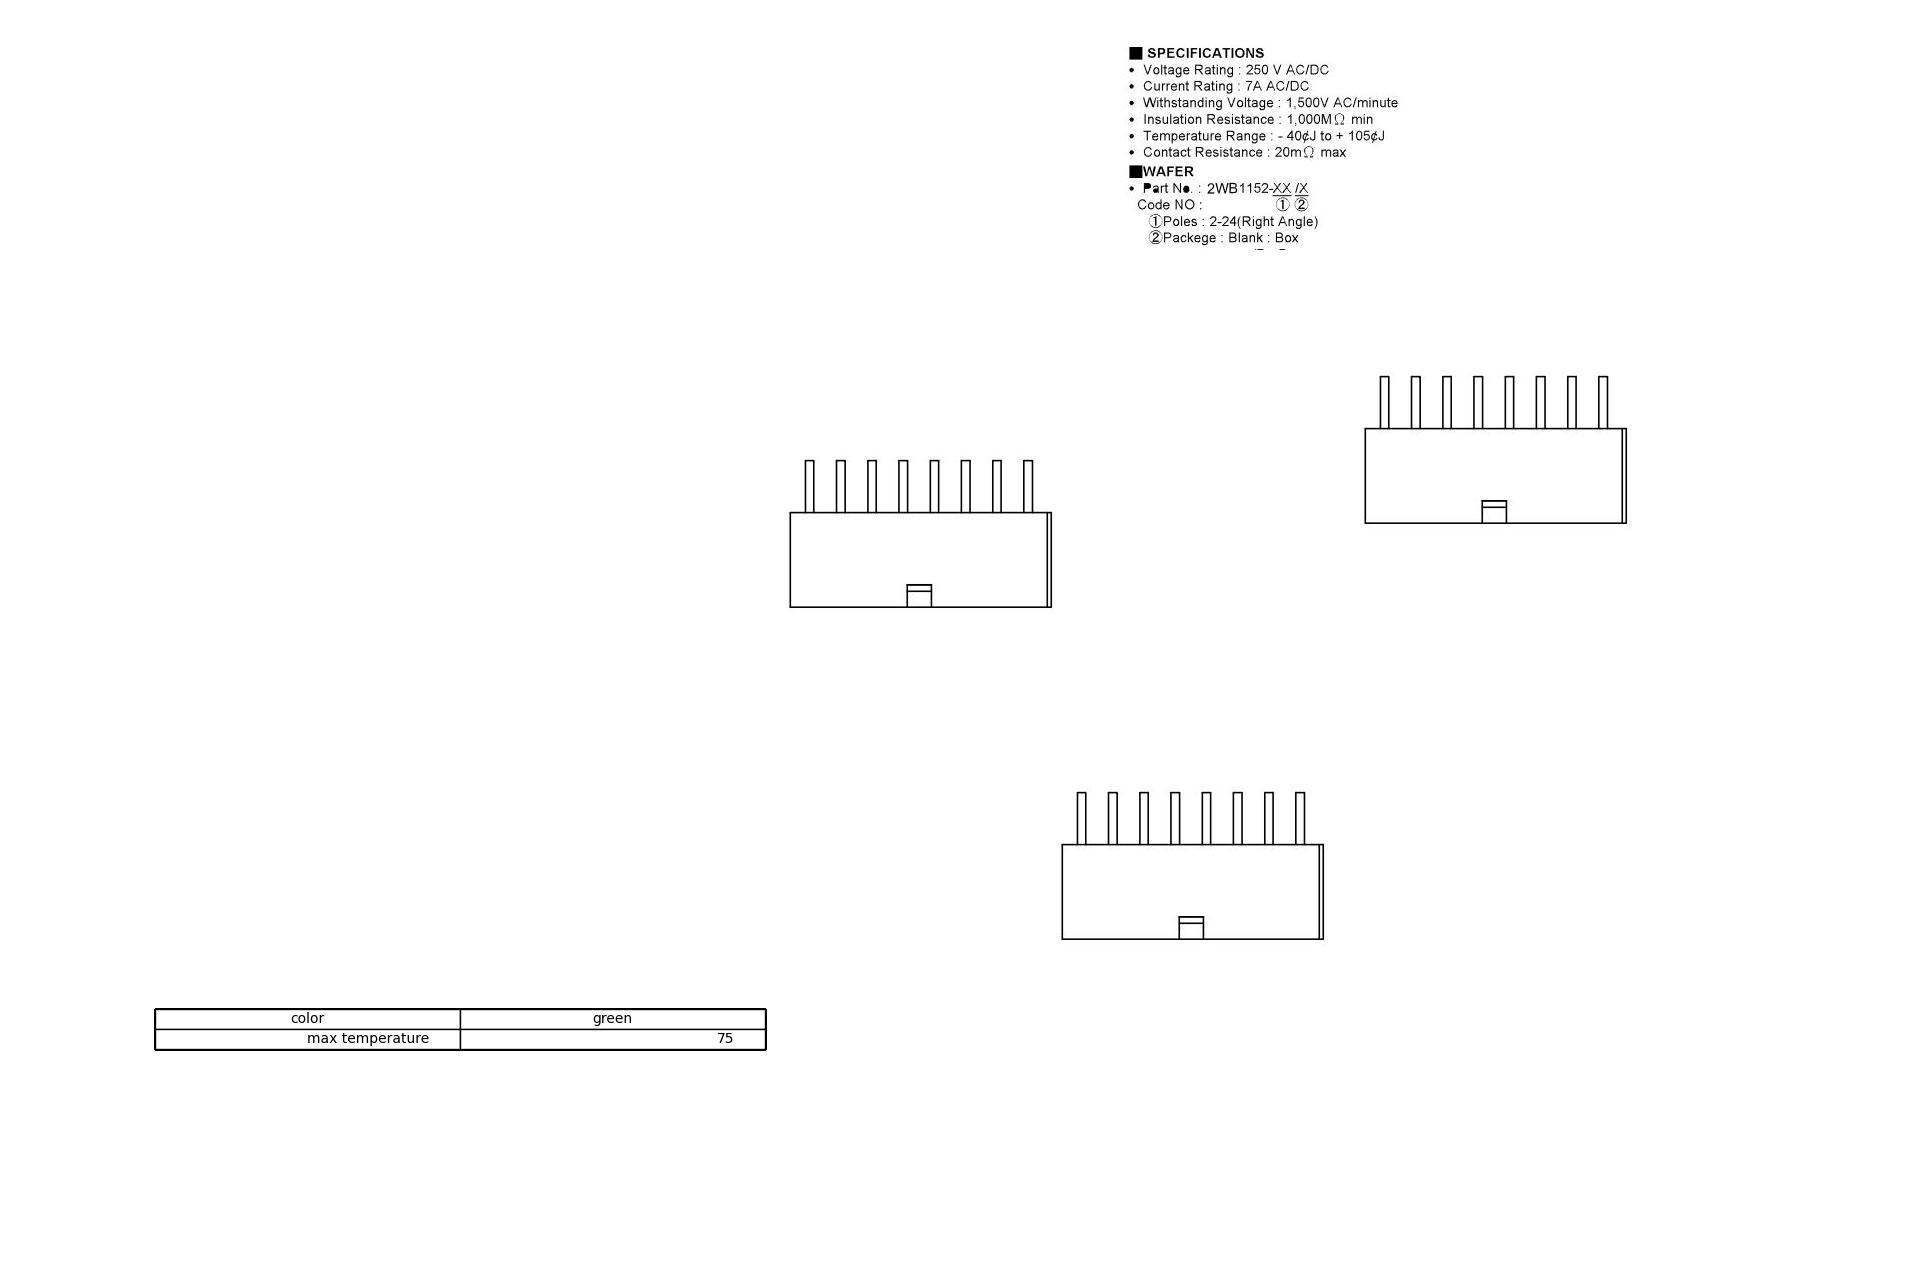 ■ SPECIFICATIONS
• Voltage Rating : 250 V AC/DC
• Current Rating : 7A AC/DC
• Withstanding Voltage : 1,500V AC/minute
• Insulation Resistance : 1,000MΩ min
• Temperature Range : - 40¢J to + 105¢J
• Contact Resistance : 20mΩ max
■WAFER
• Part No. : 2WB1152-XX /X
Code NO : ① ②
①Poles : 2-24(Right Angle)
②Packege : Blank : Box
color green
max temperature 75